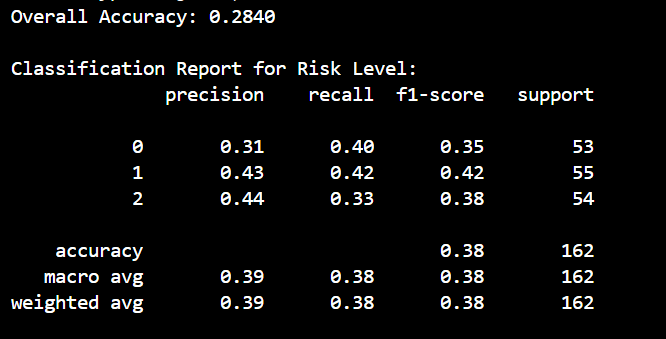 Overall Accuracy: 0.2840
Classification Report for Risk Level:
precision recall f1-score support
0 0.31 0.40 0.35 53
1 0.43 0.42 0.42 55
2 0.44 0.33 0.38 54
accuracy 0.38 162
macro avg 0.39 0.38 0.38 162
weighted avg 0.39 0.38 0.38 162